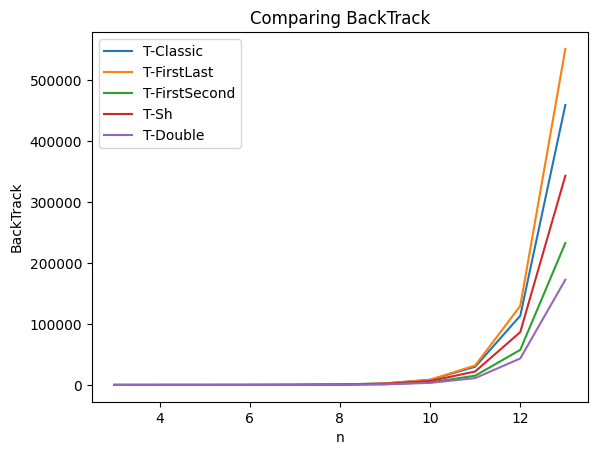 Comparing BackTrack
T-Classic
T-FirstLast
T-FirstSecond
T-Sh
T-Double
BackTrack
500000
400000
300000
200000
100000
0
4 6 8 10 12
n